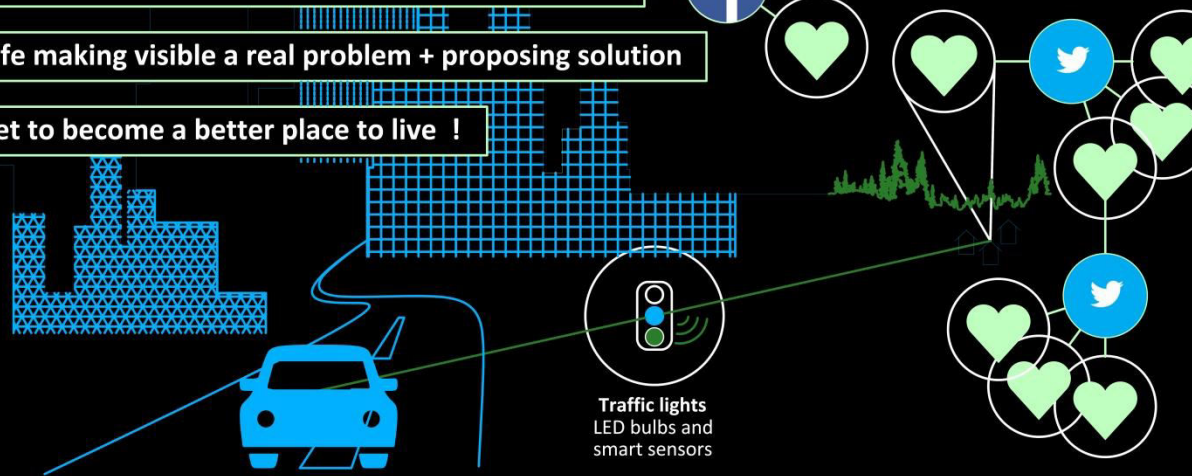 fe making visible a real problem + proposing solution
et to become a better place to live !
Traffic lights
LED bulbs and
smart sensors